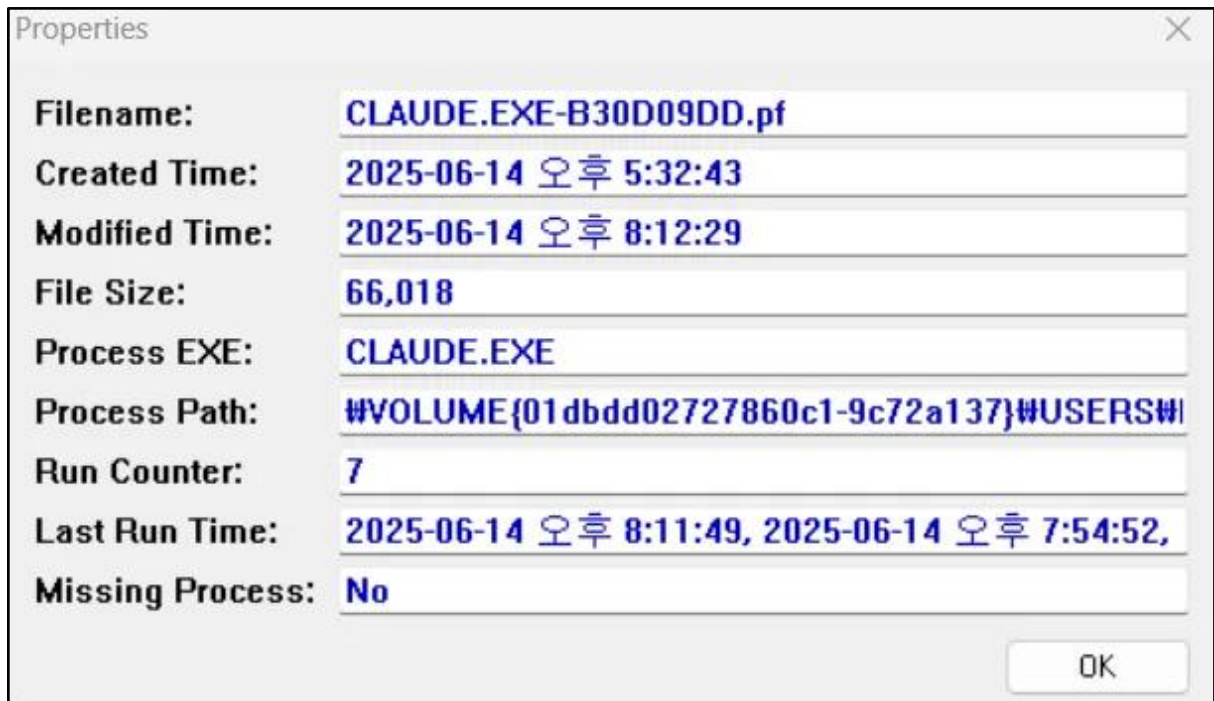 Properties
Filename: CLAUDE.EXE-B30D09DD.pf
Created Time: 2025-06-14 오후 5:32:43
Modified Time: 2025-06-14 오후 8:12:29
File Size: 66,018
Process EXE: CLAUDE.EXE
Process Path: ₩VOLUME{01dbdd02727860c1-9c72a137}₩USERS₩
Run Counter: 7
Last Run Time: 2025-06-14 오후 8:11:49, 2025-06-14 오후 7:54:52,
Missing Process: No
OK